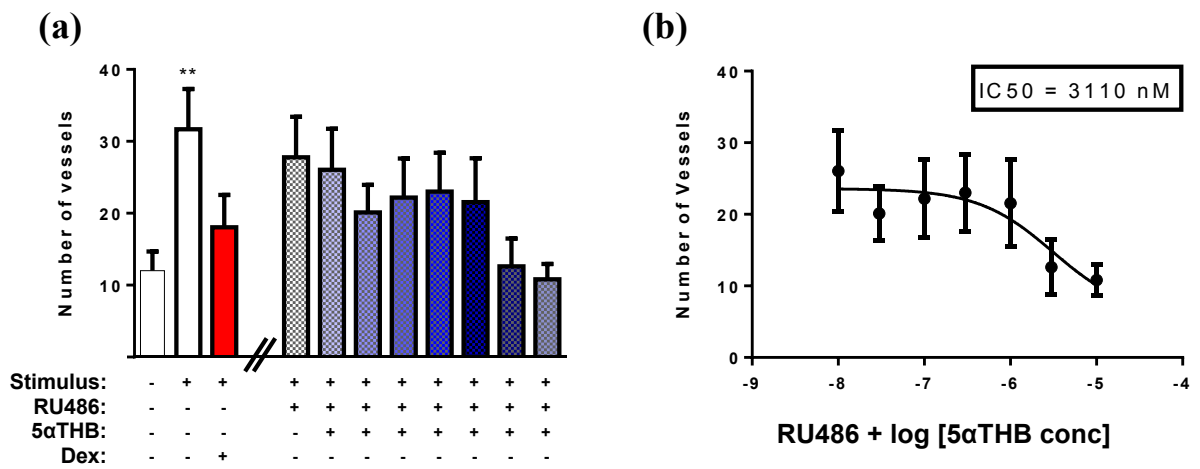 (a)
(b)
Number of vessels
40
30
20
10
**
Stimulus: - + + + + + + + + + +
RU486: - - - + + + + + + + +
5αTHB: - - - - + + + + + + +
Dex: - - + - - - - - - - -
Number of Vessels
40
30
20
10
0
IC50 = 3110 nM
-9 -8 -7 -6 -5 -4
RU486 + log [5αTHB conc]